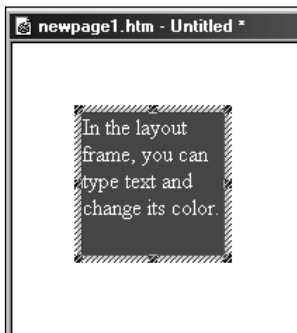 newpage1.htm - Untitled *
In the layout
frame, you can
type text and
change its color.